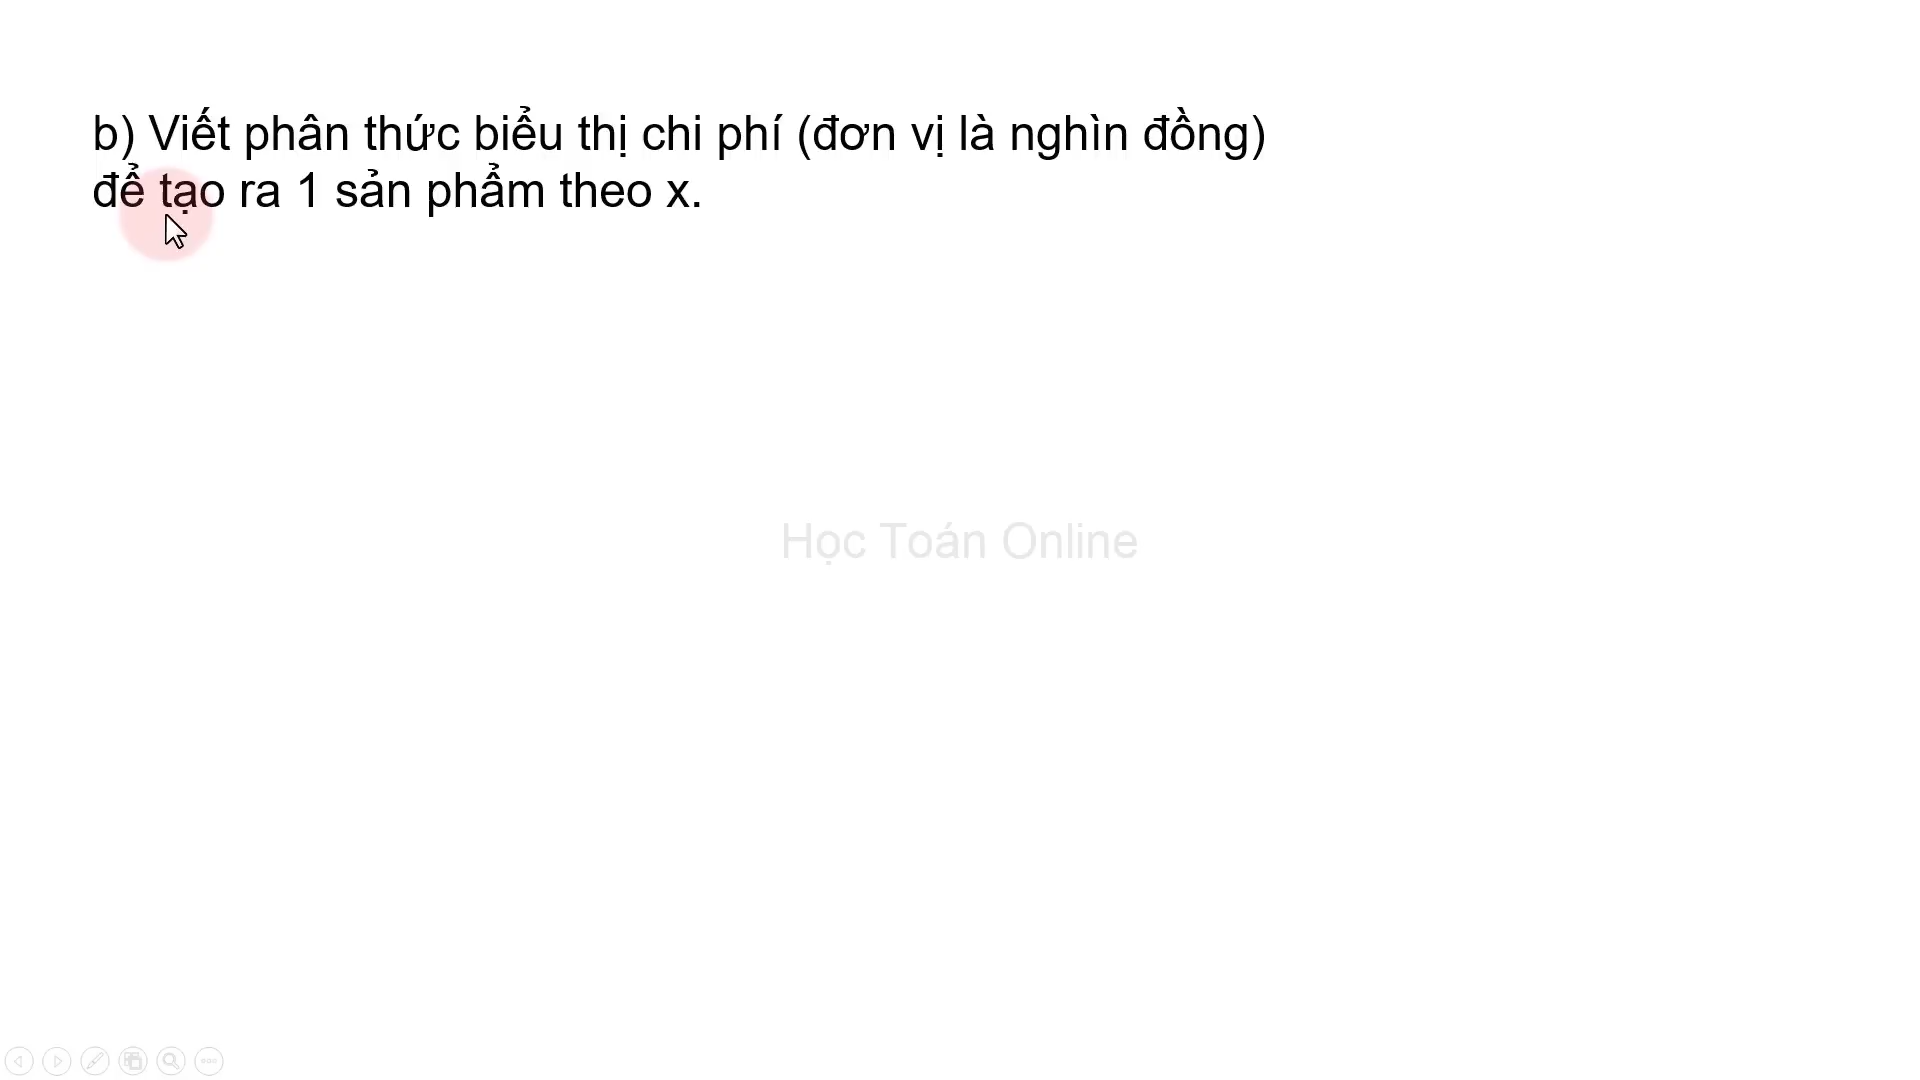 b) Viết phân thức biểu thị chi phí (đơn vị là nghìn đồng)
để tạo ra 1 sản phẩm theo x.
Học Toán Online